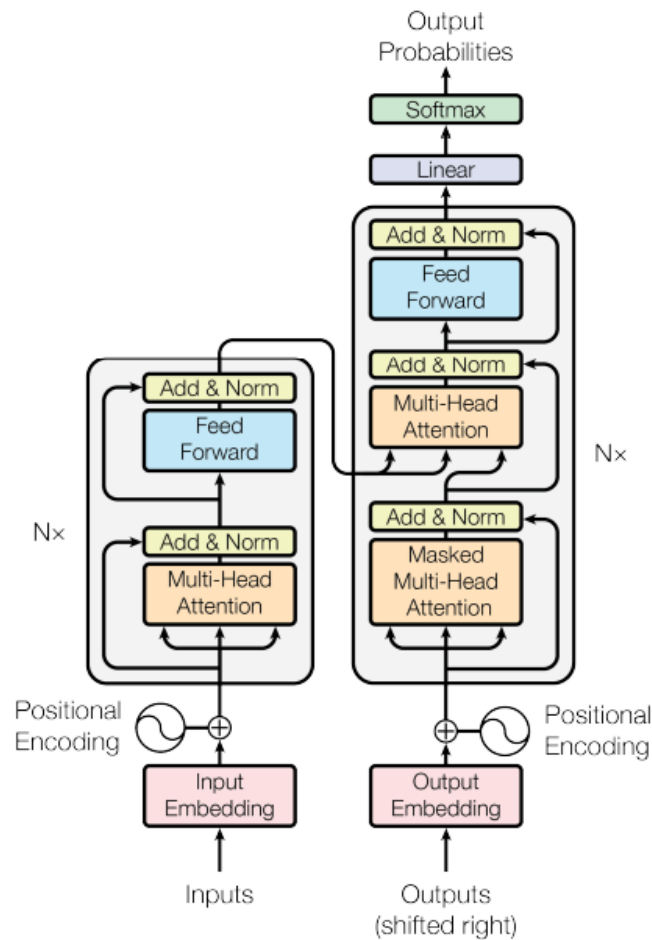 Output
Probabilities
Softmax
Linear
Add & Norm
Feed
Forward
Add & Norm
Multi-Head
Attention
Add & Norm
Masked
Multi-Head
Attention
N×
Add & Norm
Feed
Forward
Add & Norm
Multi-Head
Attention
N×
Positional
Encoding
Positional
Encoding
Input
Embedding
Output
Embedding
Inputs
Outputs
(shifted right)